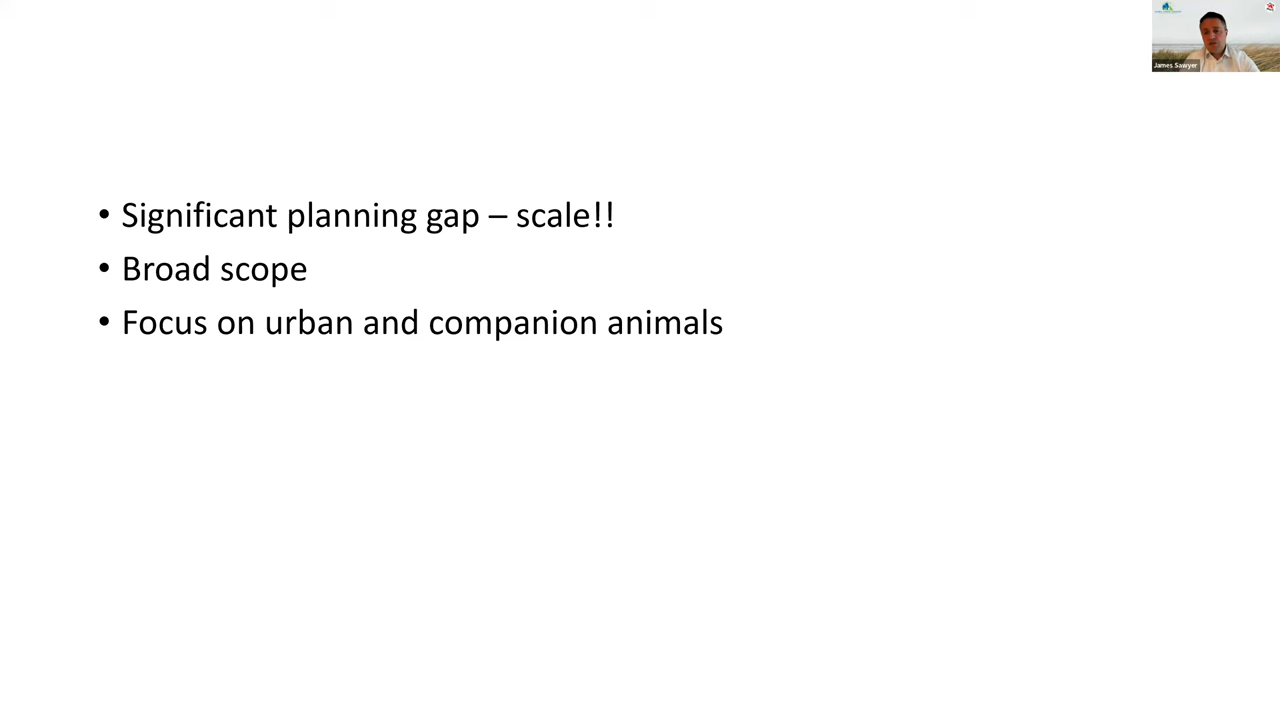 James Sawyer
• Significant planning gap – scale!!
• Broad scope
• Focus on urban and companion animals